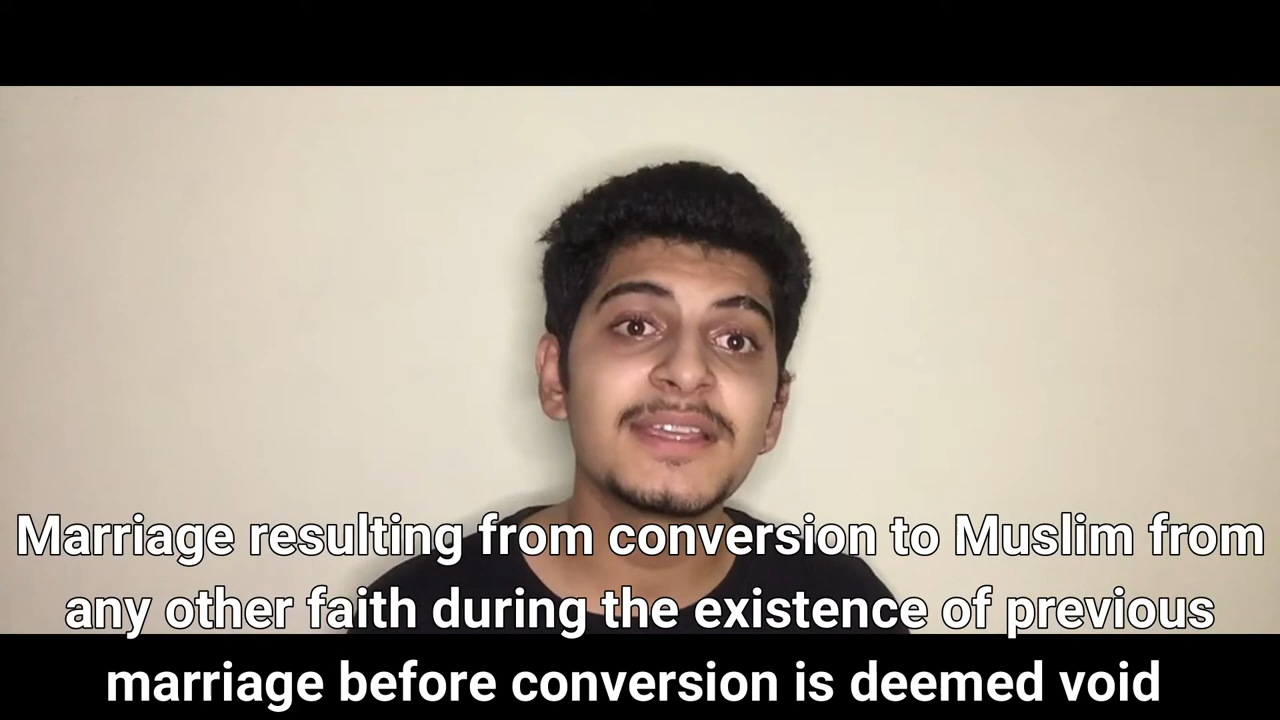 Marriage resulting from conversion to Muslim from
any other faith during the existence of previous
marriage before conversion is deemed void